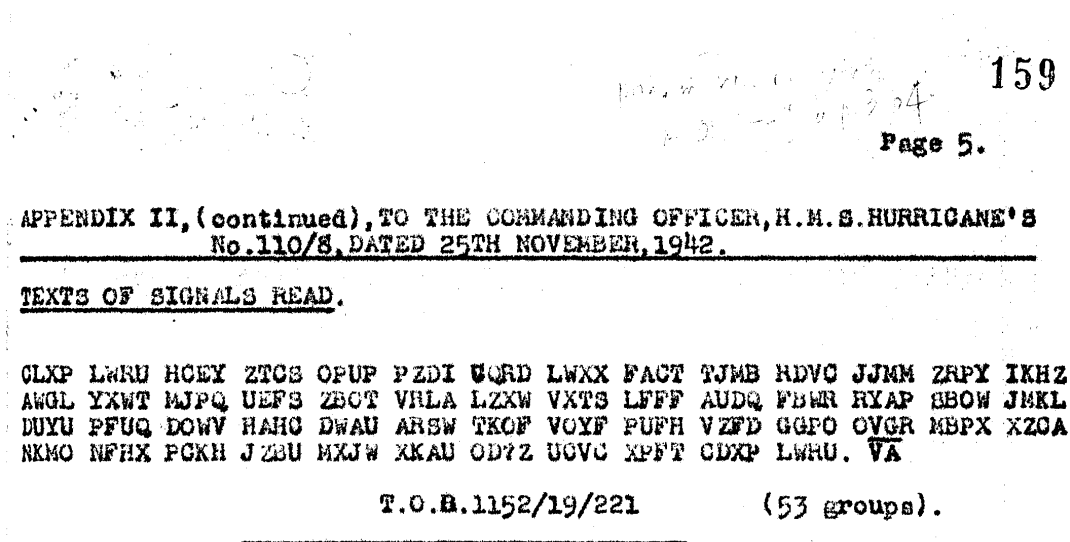 159
Page 5.
APPENDIX II,(continued),TO THE COMMANDING OFFICER,H.M.S.HURRICANE'S
No.110/8,DATED 25TH NOVEMBER,1942.
TEXTS OF SIGNALS READ.
CLXP LWRU HCEY ZTCS OPUP PZDI UQRD LWXX FACT TJMB RDVC JJMM ZRPY IKHZ
AWGL YXWT MJPQ UEFS ZBCT VRLA LZXW VXTS LFFF AUDQ FBWR RYAP SBOW JMKL
DUYU PFUQ DOWV HAHC DWAU ARSW TKOF VOYF PUFH VZFD GGPO OVGR MBPX XZCA
NKMO NFHX PCKH JZBU MXJW XKAU OD?Z UGVC XPFT CDXP LWRU. VA
T.O.B.1152/19/221 (53 groups).